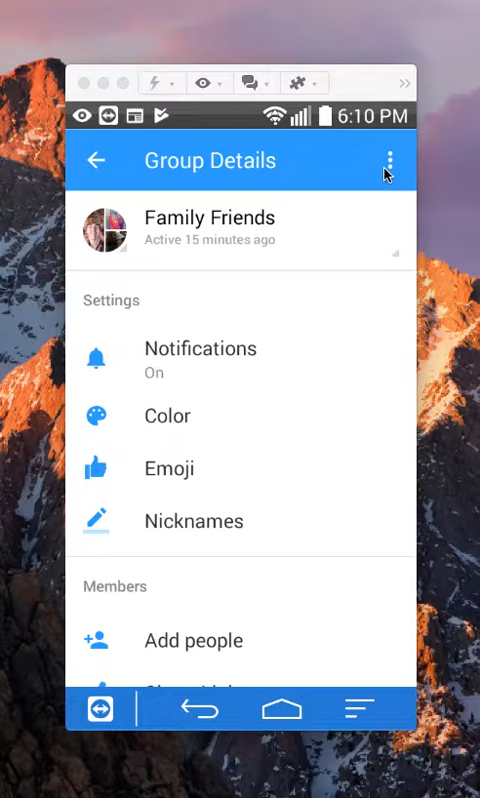 6:10 PM
Group Details
Family Friends
Active 15 minutes ago
Settings
Notifications
On
Color
Emoji
Nicknames
Members
Add people